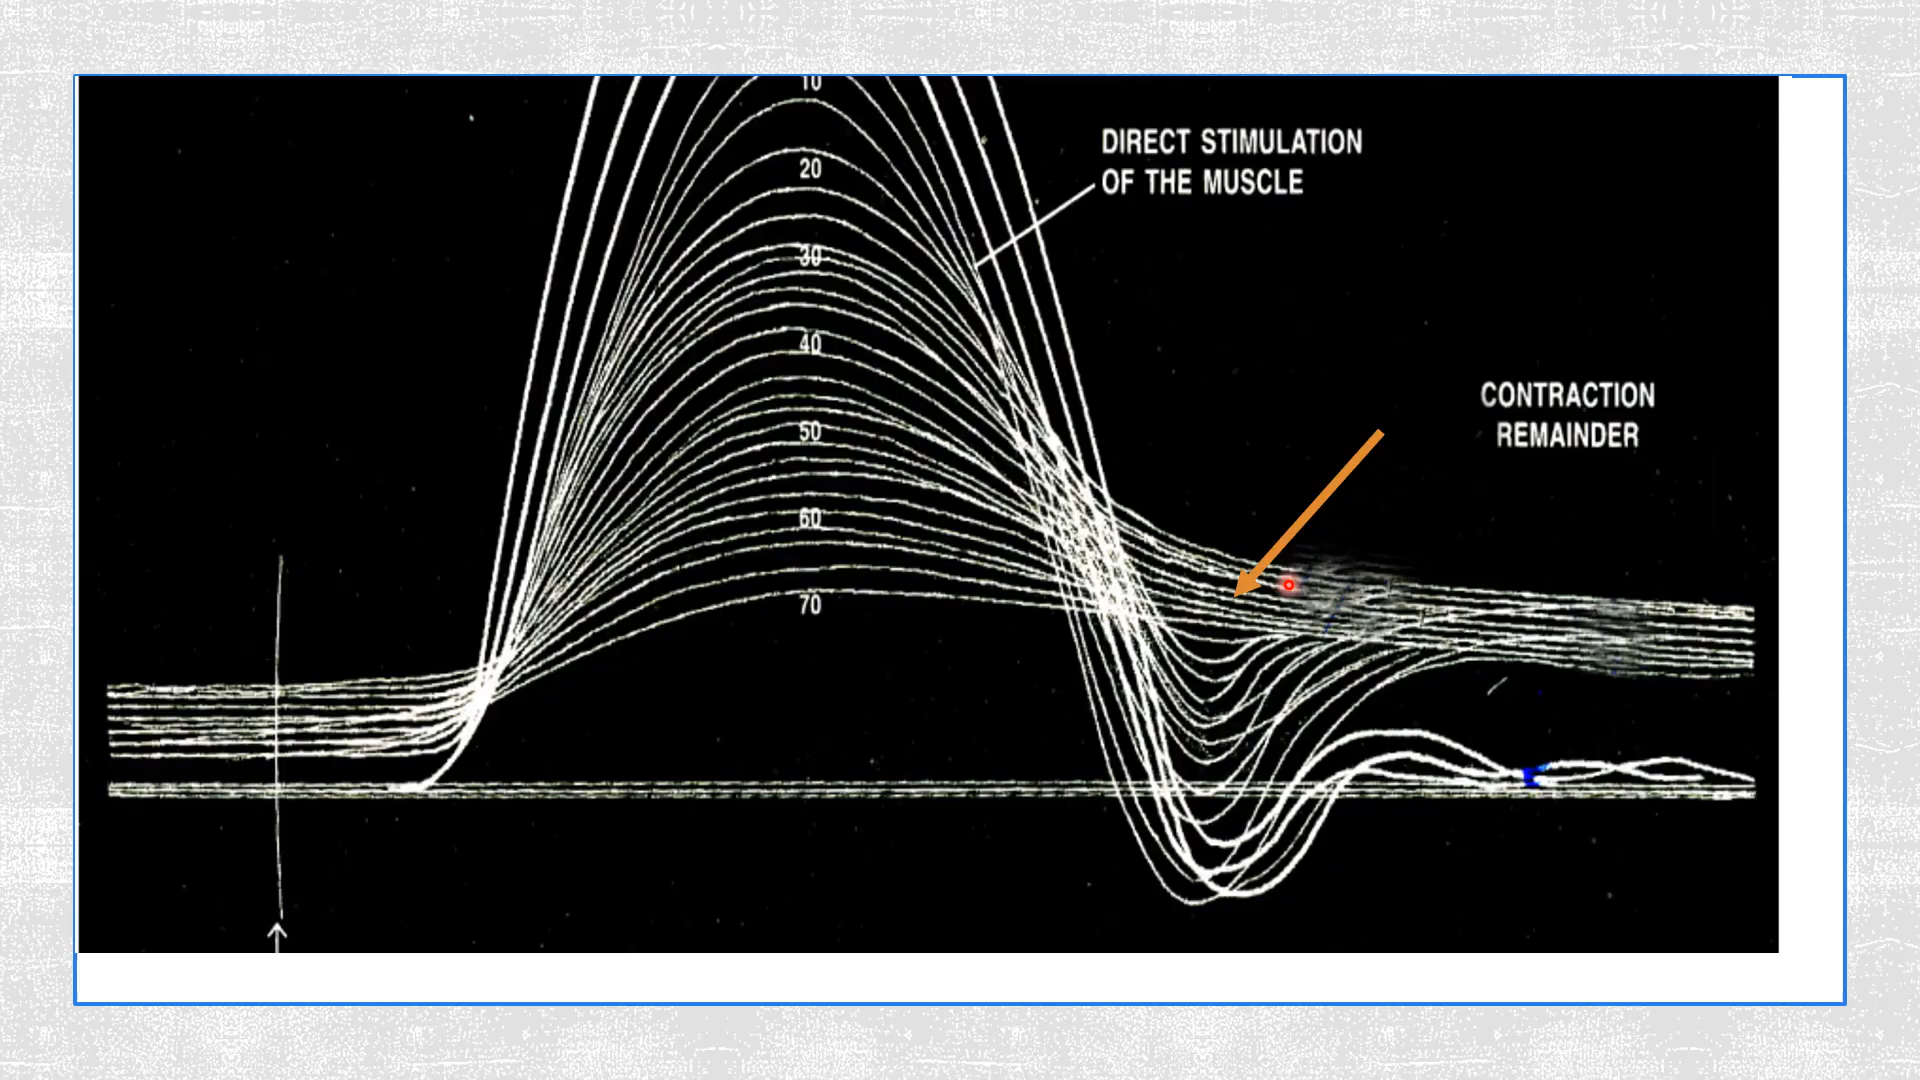 10
DIRECT STIMULATION
OF THE MUSCLE
20
30
40
CONTRACTION
REMAINDER
50
60
70